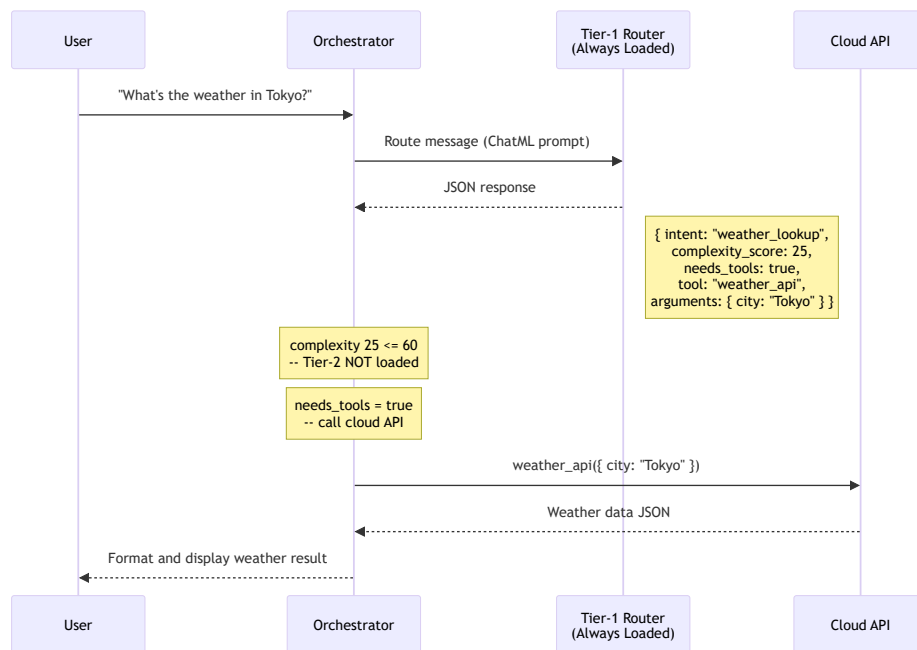 User
Orchestrator
Tier-1 Router
(Always Loaded)
Cloud API
"What's the weather in Tokyo?"
Route message (ChatML prompt)
JSON response
{ intent: "weather_lookup",
complexity_score: 25,
needs_tools: true,
tool: "weather_api",
arguments: { city: "Tokyo" } }
complexity 25 <= 60
-- Tier-2 NOT loaded
needs_tools = true
-- call cloud API
weather_api({ city: "Tokyo" })
Weather data JSON
Format and display weather result
User
Orchestrator
Tier-1 Router
(Always Loaded)
Cloud API